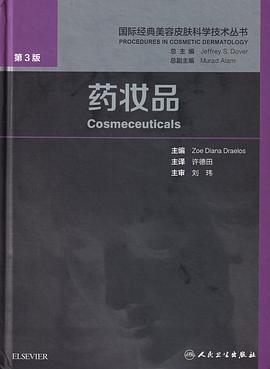 国际经典美容皮肤科学技术丛书
PROCEDURES IN COSMETIC DERMATOLOGY
第3版
总主编 Jeffrey S. Dover
总副主编 Murad Alam
药妆品
Cosmeceuticals
主编 Zoe Diana Draelos
主译 许德田
主审 刘玮
ELSEVIER
人民卫生出版社